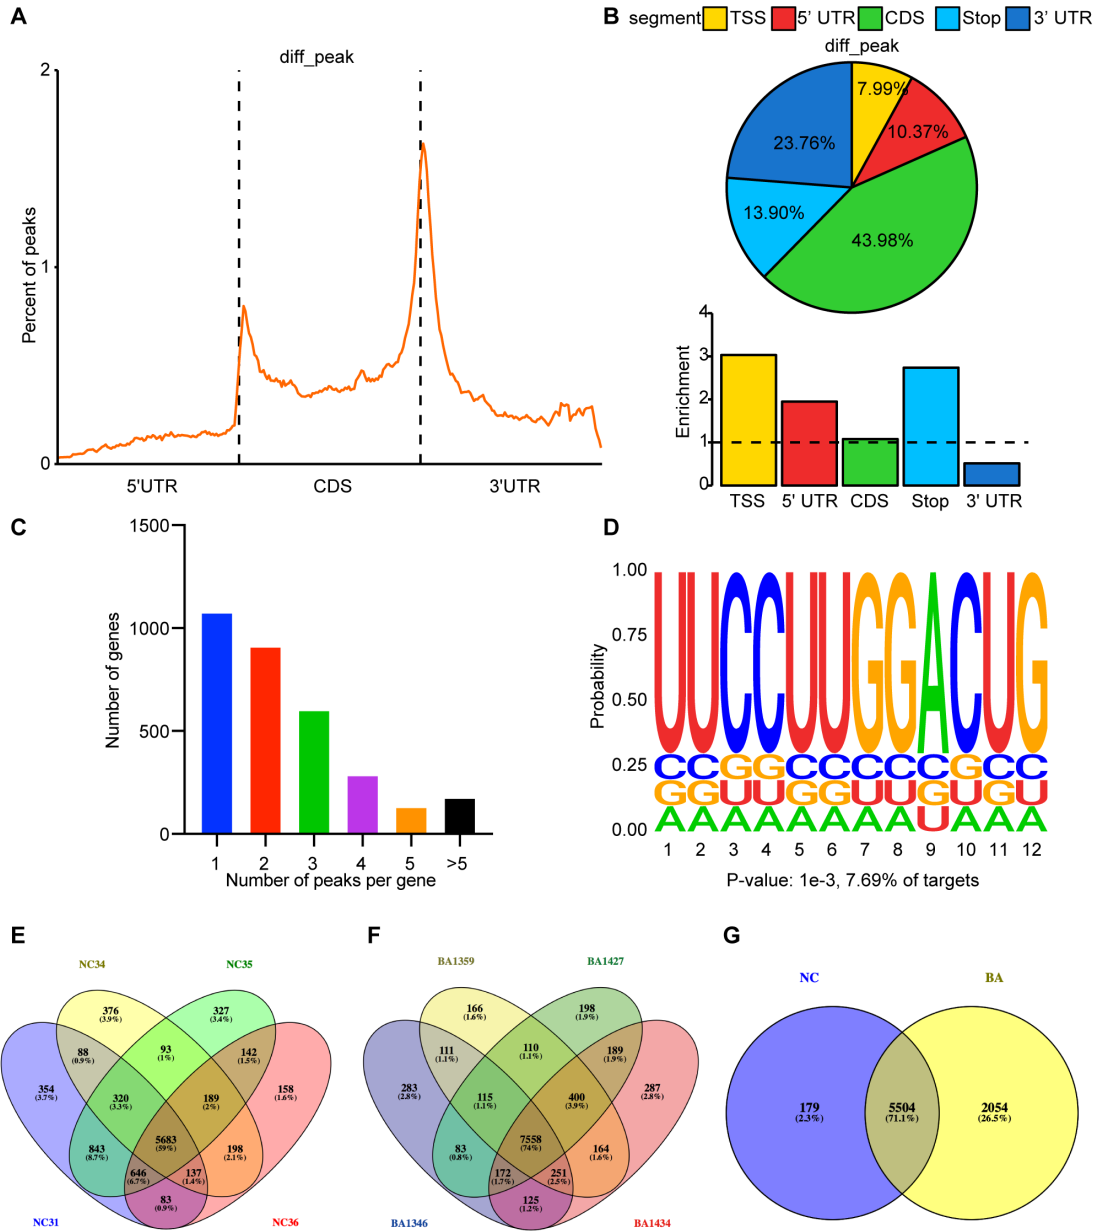 A
diff_peak
Percent of peaks
2
1
0
5'UTR
CDS
3'UTR
B
segment TSS 5' UTR CDS Stop 3' UTR
diff_peak
7.99%
10.37%
23.76%
13.90%
43.98%
Enrichment
4
3
2
1
0
TSS 5' UTR CDS Stop 3' UTR
C
Number of genes
1500
1000
500
0
1 2 3 4 5 >5
Number of peaks per gene
D
Probability
1.00
0.75
0.50
0.25
0.00
UUCCUUGGACUG
CCGGCCCCCGCC
GGUUGGUUGUGU
AAAAAAAAUAAA
1 2 3 4 5 6 7 8 9 10 11 12
P-value: 1e-3, 7.69% of targets
E
NC34
NC35
376
(3.9%)
327
(3.4%)
88
(0.9%)
93
(1%)
142
(1.5%)
354
(3.7%)
158
(1.6%)
320
(3.3%)
189
(2%)
5683
(59%)
843
(8.7%)
198
(2.1%)
646
(6.7%)
137
(1.4%)
83
(0.9%)
NC31
NC36
F
BA1359
BA1427
166
(1.6%)
198
(1.9%)
111
(1.1%)
110
(1.1%)
189
(1.9%)
283
(2.8%)
287
(2.8%)
115
(1.1%)
400
(3.9%)
7558
(74%)
83
(0.8%)
164
(1.6%)
172
(1.7%)
251
(2.5%)
125
(1.2%)
BA1346
BA1434
G
NC
BA
179
(2.3%)
5504
(71.1%)
2054
(26.5%)